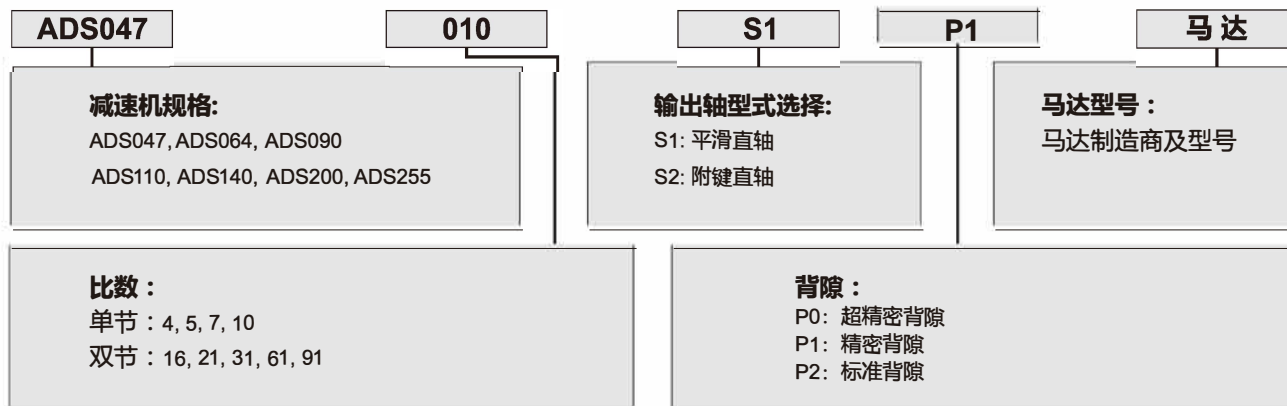 ADS047 010 S1 P1 马达
减速机规格:
ADS047, ADS064, ADS090
ADS110, ADS140, ADS200, ADS255
输出轴型式选择:
S1: 平滑直轴
S2: 附键直轴
马达型号：
马达制造商及型号
比数：
单节：4, 5, 7, 10
双节：16, 21, 31, 61, 91
背隙：
P0: 超精密背隙
P1: 精密背隙
P2: 标准背隙